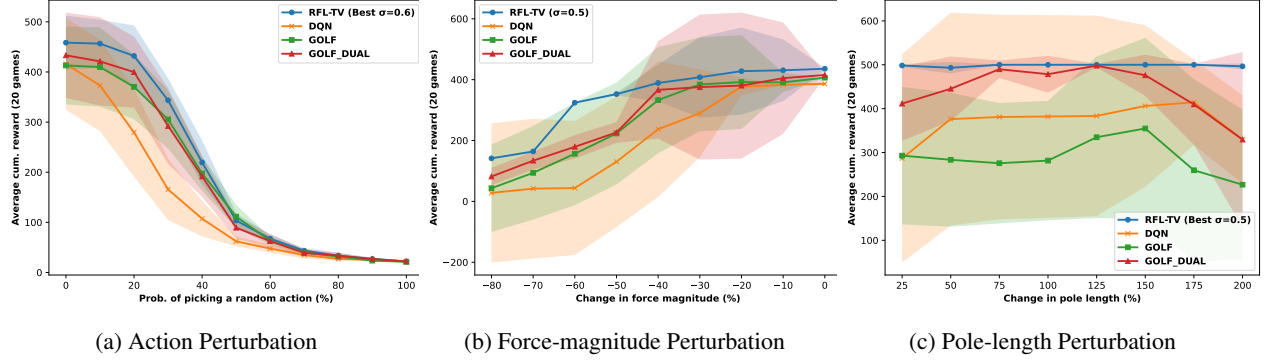 RFL-TV (Best σ=0.6)
DQN
GOLF
GOLF_DUAL
Average cum. reward (20 games)
500
400
300
200
100
0
0 20 40 60 80 100
Prob. of picking a random action (%)
(a) Action Perturbation
RFL-TV (σ=0.5)
DQN
GOLF
GOLF_DUAL
Average cum. reward (20 games)
600
400
200
0
−200
−80 −70 −60 −50 −40 −30 −20 −10 0
Change in force magnitude (%)
(b) Force-magnitude Perturbation
Average cum. reward (20 games)
600
500
400
300
200
100
RFL-TV (Best σ=0.5)
DQN
GOLF
GOLF_DUAL
25 50 75 100 125 150 175 200
Change in pole length (%)
(c) Pole-length Perturbation